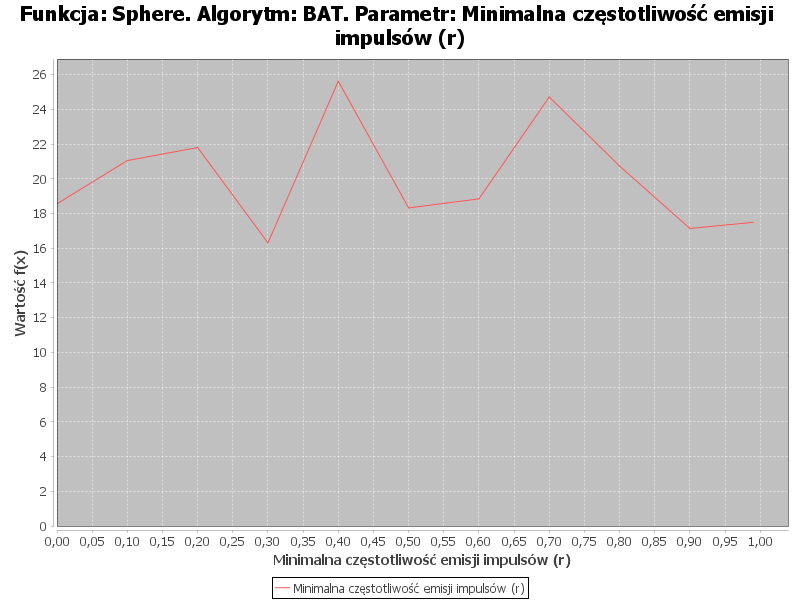 Funkcja: Sphere. Algorytm: BAT. Parametr: Minimalna częstotliwość emisji
impulsów (r)
Wartość f(x)
26
24
22
20
18
16
14
12
10
8
6
4
2
0
0,00 0,05 0,10 0,15 0,20 0,25 0,30 0,35 0,40 0,45 0,50 0,55 0,60 0,65 0,70 0,75 0,80 0,85 0,90 0,95 1,00
Minimalna częstotliwość emisji impulsów (r)
Minimalna częstotliwość emisji impulsów (r)